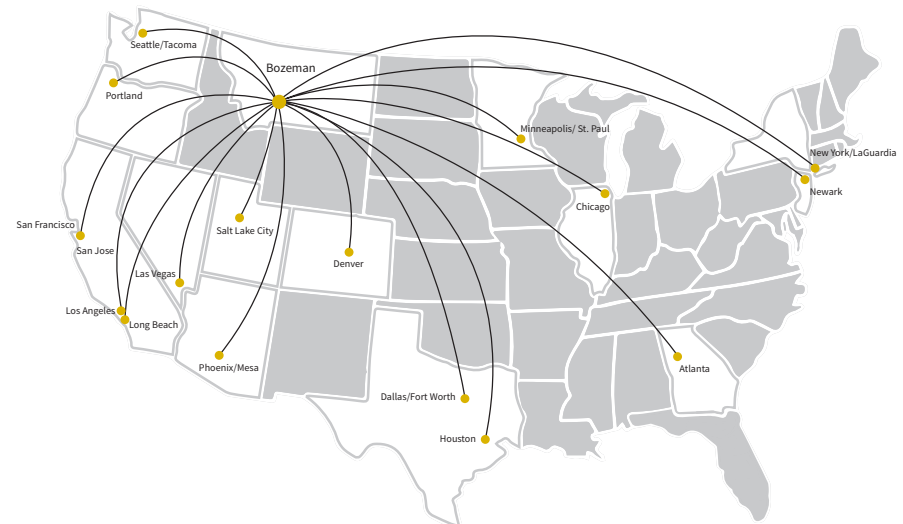 Seattle/Tacoma
Bozeman
Portland
Minneapolis/ St. Paul
New York/LaGuardia
Newark
Chicago
San Francisco
Salt Lake City
San Jose
Denver
Las Vegas
Los Angeles
Long Beach
Phoenix/Mesa
Atlanta
Dallas/Fort Worth
Houston